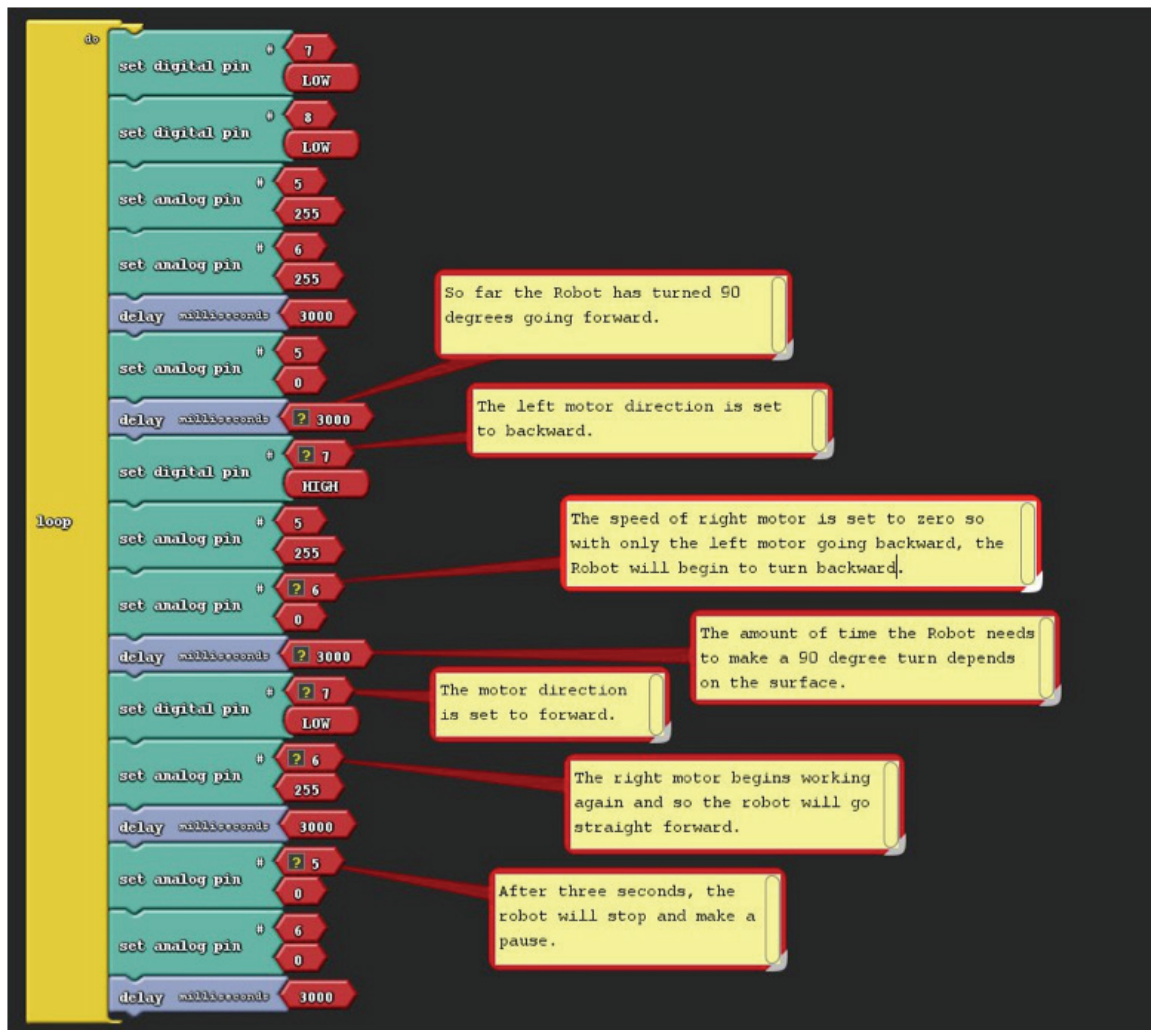 do
set digital pin # 7
LOW
set digital pin # 8
LOW
set analog pin # 5
255
set analog pin # 6
255
So far the Robot has turned 90
degrees going forward.
delay milliseconds 3000
set analog pin # 5
0
The left motor direction is set
to backward.
delay milliseconds ? 3000
set digital pin # ? 7
HIGH
loop
set analog pin # 5
255
The speed of right motor is set to zero so
with only the left motor going backward, the
Robot will begin to turn backward.
set analog pin # ? 6
0
The amount of time the Robot needs
to make a 90 degree turn depends
on the surface.
delay milliseconds ? 3000
set digital pin # ? 7
LOW
The motor direction
is set to forward.
set analog pin # ? 6
255
The right motor begins working
again and so the robot will go
straight forward.
delay milliseconds 3000
set analog pin # ? 5
0
After three seconds, the
robot will stop and make a
pause.
set analog pin # 6
0
delay milliseconds 3000